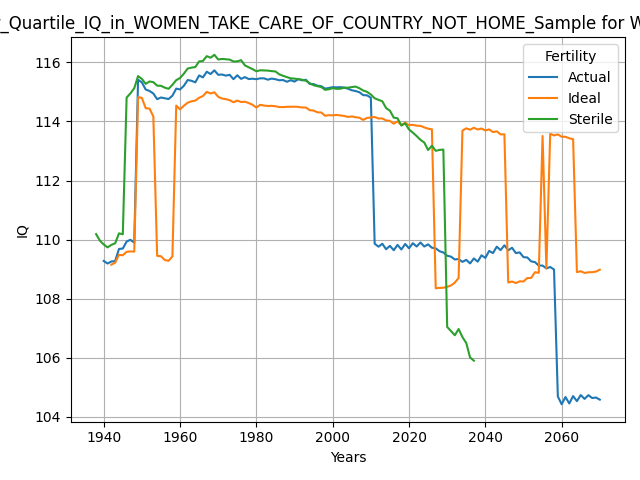 _Quartile_IQ_in_WOMEN_TAKE_CARE_OF_COUNTRY_NOT_HOME_Sample for W
Fertility
Actual
Ideal
Sterile
IQ
116
114
112
110
108
106
104
1940 1960 1980 2000 2020 2040 2060
Years